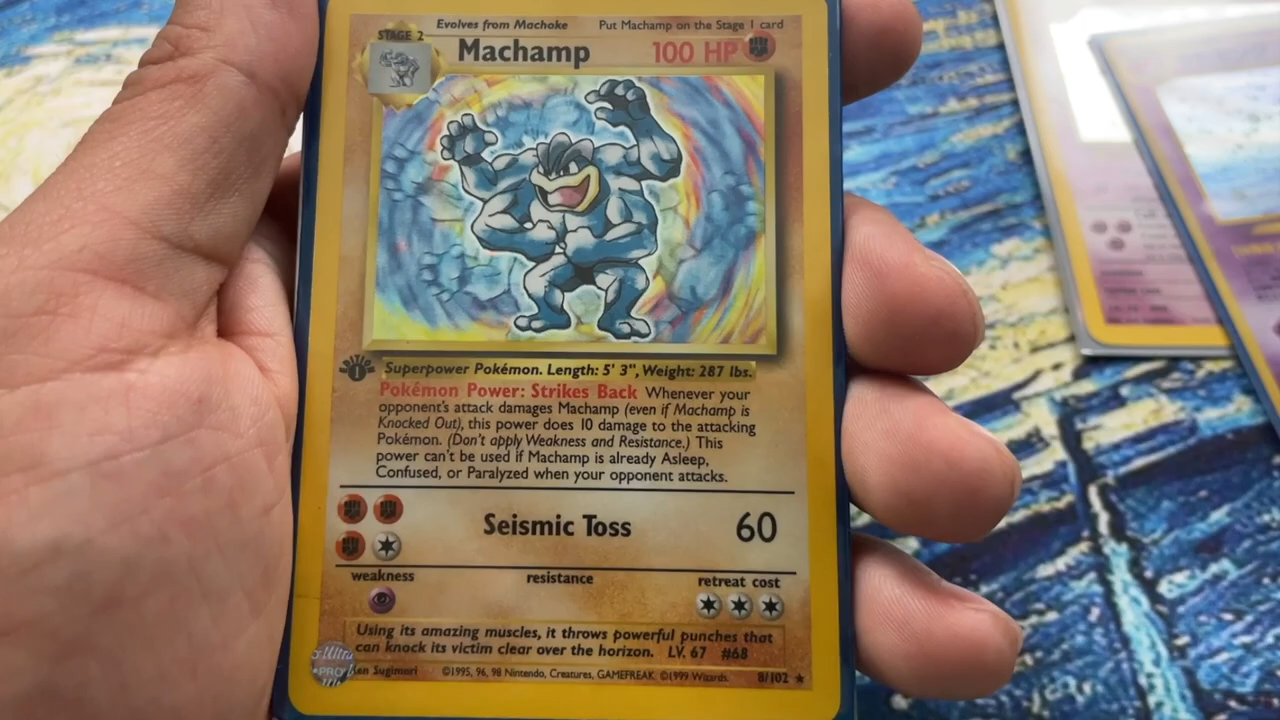 Evolves from Machoke Put Machamp on the Stage 1 card
STAGE 2
Machamp 100 HP
EDITION
1
Superpower Pokémon. Length: 5' 3", Weight: 287 lbs.
Pokémon Power: Strikes Back Whenever your
opponent's attack damages Machamp (even if Machamp is
Knocked Out), this power does 10 damage to the attacking
Pokémon. (Don't apply Weakness and Resistance.) This
power can't be used if Machamp is already Asleep,
Confused, or Paralyzed when your opponent attacks.
Seismic Toss 60
weakness resistance retreat cost
Using its amazing muscles, it throws powerful punches that
can knock its victim clear over the horizon. LV. 67 #68
Ultra
PRO
Ken Sugimori ©1995, 96, 98 Nintendo, Creatures, GAMEFREAK. ©1999 Wizards. 8/102 ★